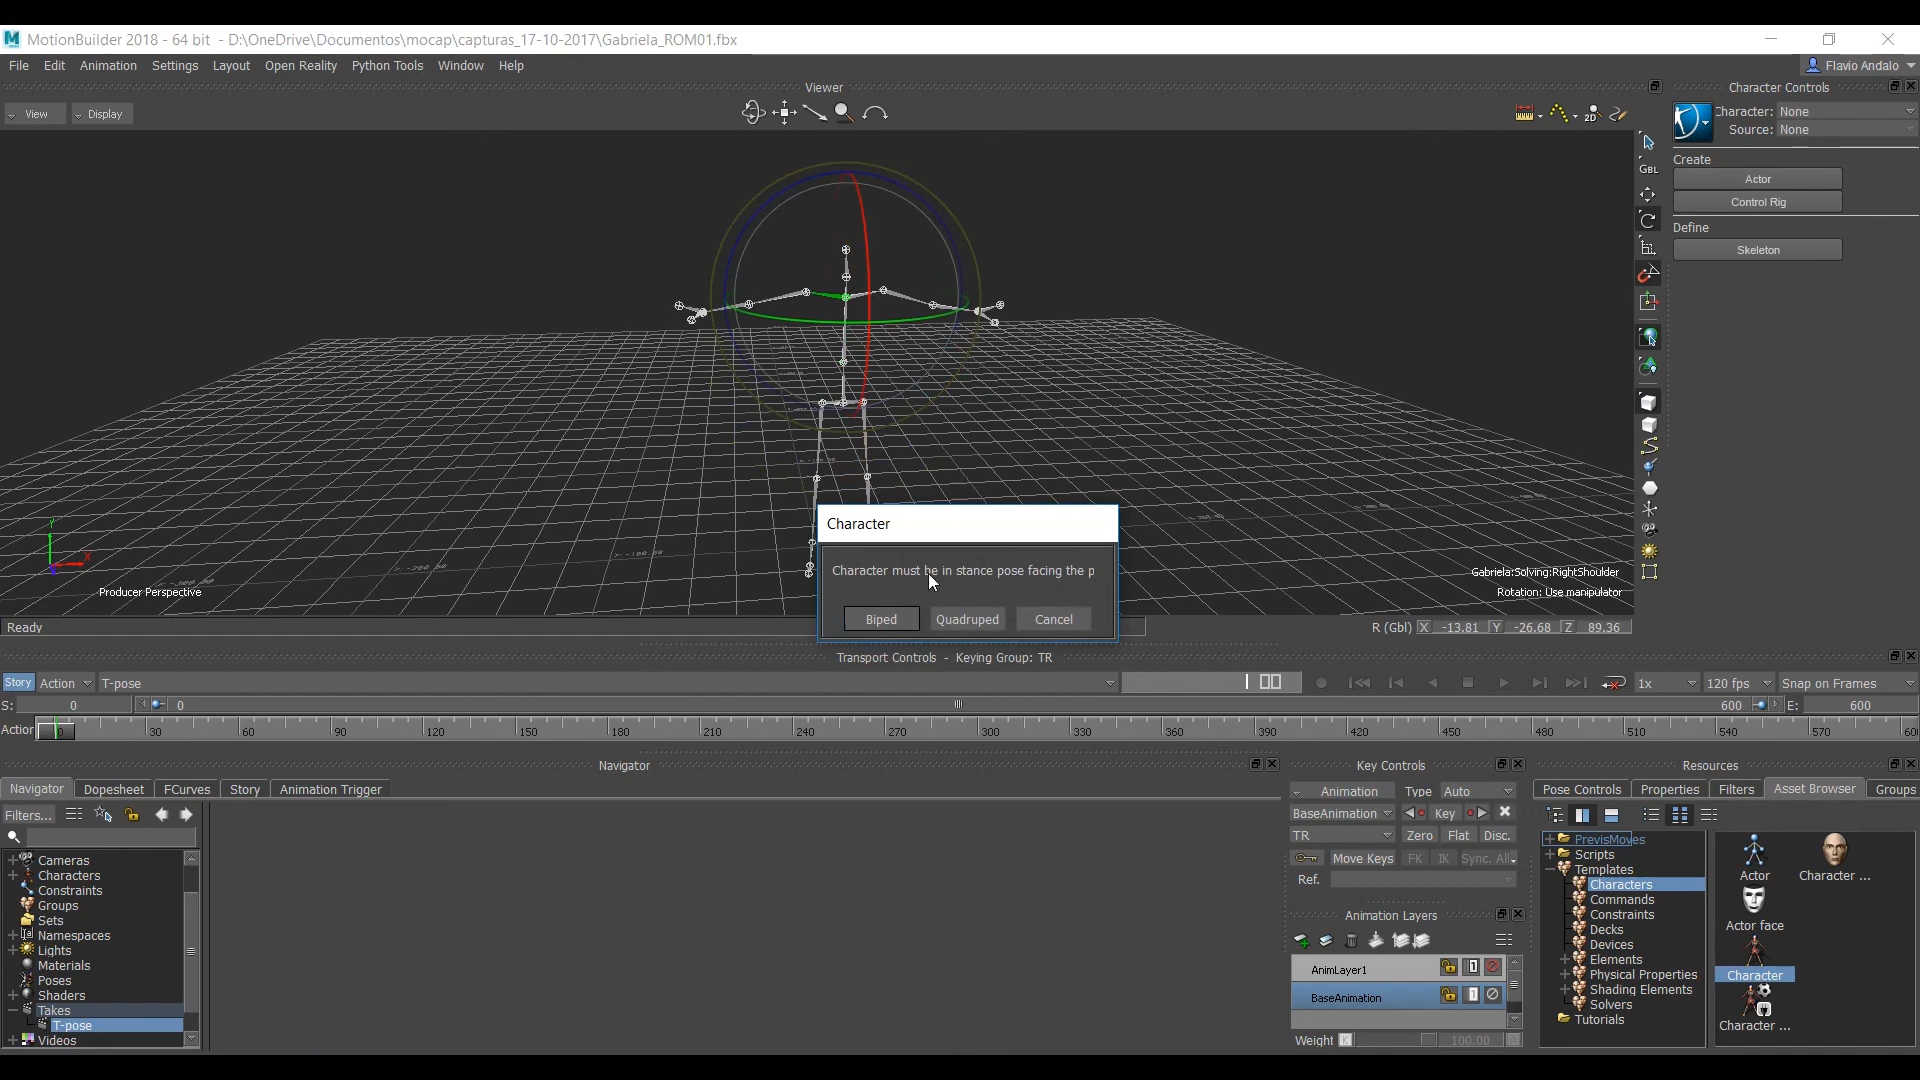 MotionBuilder 2018 - 64 bit - D:\OneDrive\Documentos\mocap\capturas_17-10-2017\Gabriela_ROM01.fbx
File Edit Animation Settings Layout Open Reality Python Tools Window Help
Flavio Andalo
Viewer
View Display
2D
Character Controls
Character: None
Source: None
Create
Actor
Control Rig
Define
Skeleton
GBL
Y
X
Producer Perspective
Gabriela:Solving:RightShoulder
Rotation: Use manipulator
Character
Character must be in stance pose facing the p
Biped Quadruped Cancel
Ready
R (Gbl) X -13.81 Y -26.68 Z 89.36
Transport Controls - Keying Group: TR
Story Action T-pose
1x 120 fps Snap on Frames
S: 0 0 600 E: 600
Action 0 30 60 90 120 150 180 210 240 270 300 330 360 390 420 450 480 510 540 570 60
Navigator
Navigator Dopesheet FCurves Story Animation Trigger
Filters...
Cameras
Characters
Constraints
Groups
Sets
Namespaces
Lights
Materials
Poses
Shaders
Takes
T-pose
Videos
Key Controls
Animation Type Auto
BaseAnimation Key
TR Zero Flat Disc.
Move Keys FK IK Sync. All
Ref.
Animation Layers
AnimLayer1 1
BaseAnimation 1
Weight K 100.00
Resources
Pose Controls Properties Filters Asset Browser Groups
PrevisMoves
Scripts
Templates
Characters
Commands
Constraints
Decks
Devices
Elements
Physical Properties
Shading Elements
Solvers
Tutorials
Actor
Character ...
Actor face
Character
Character ...